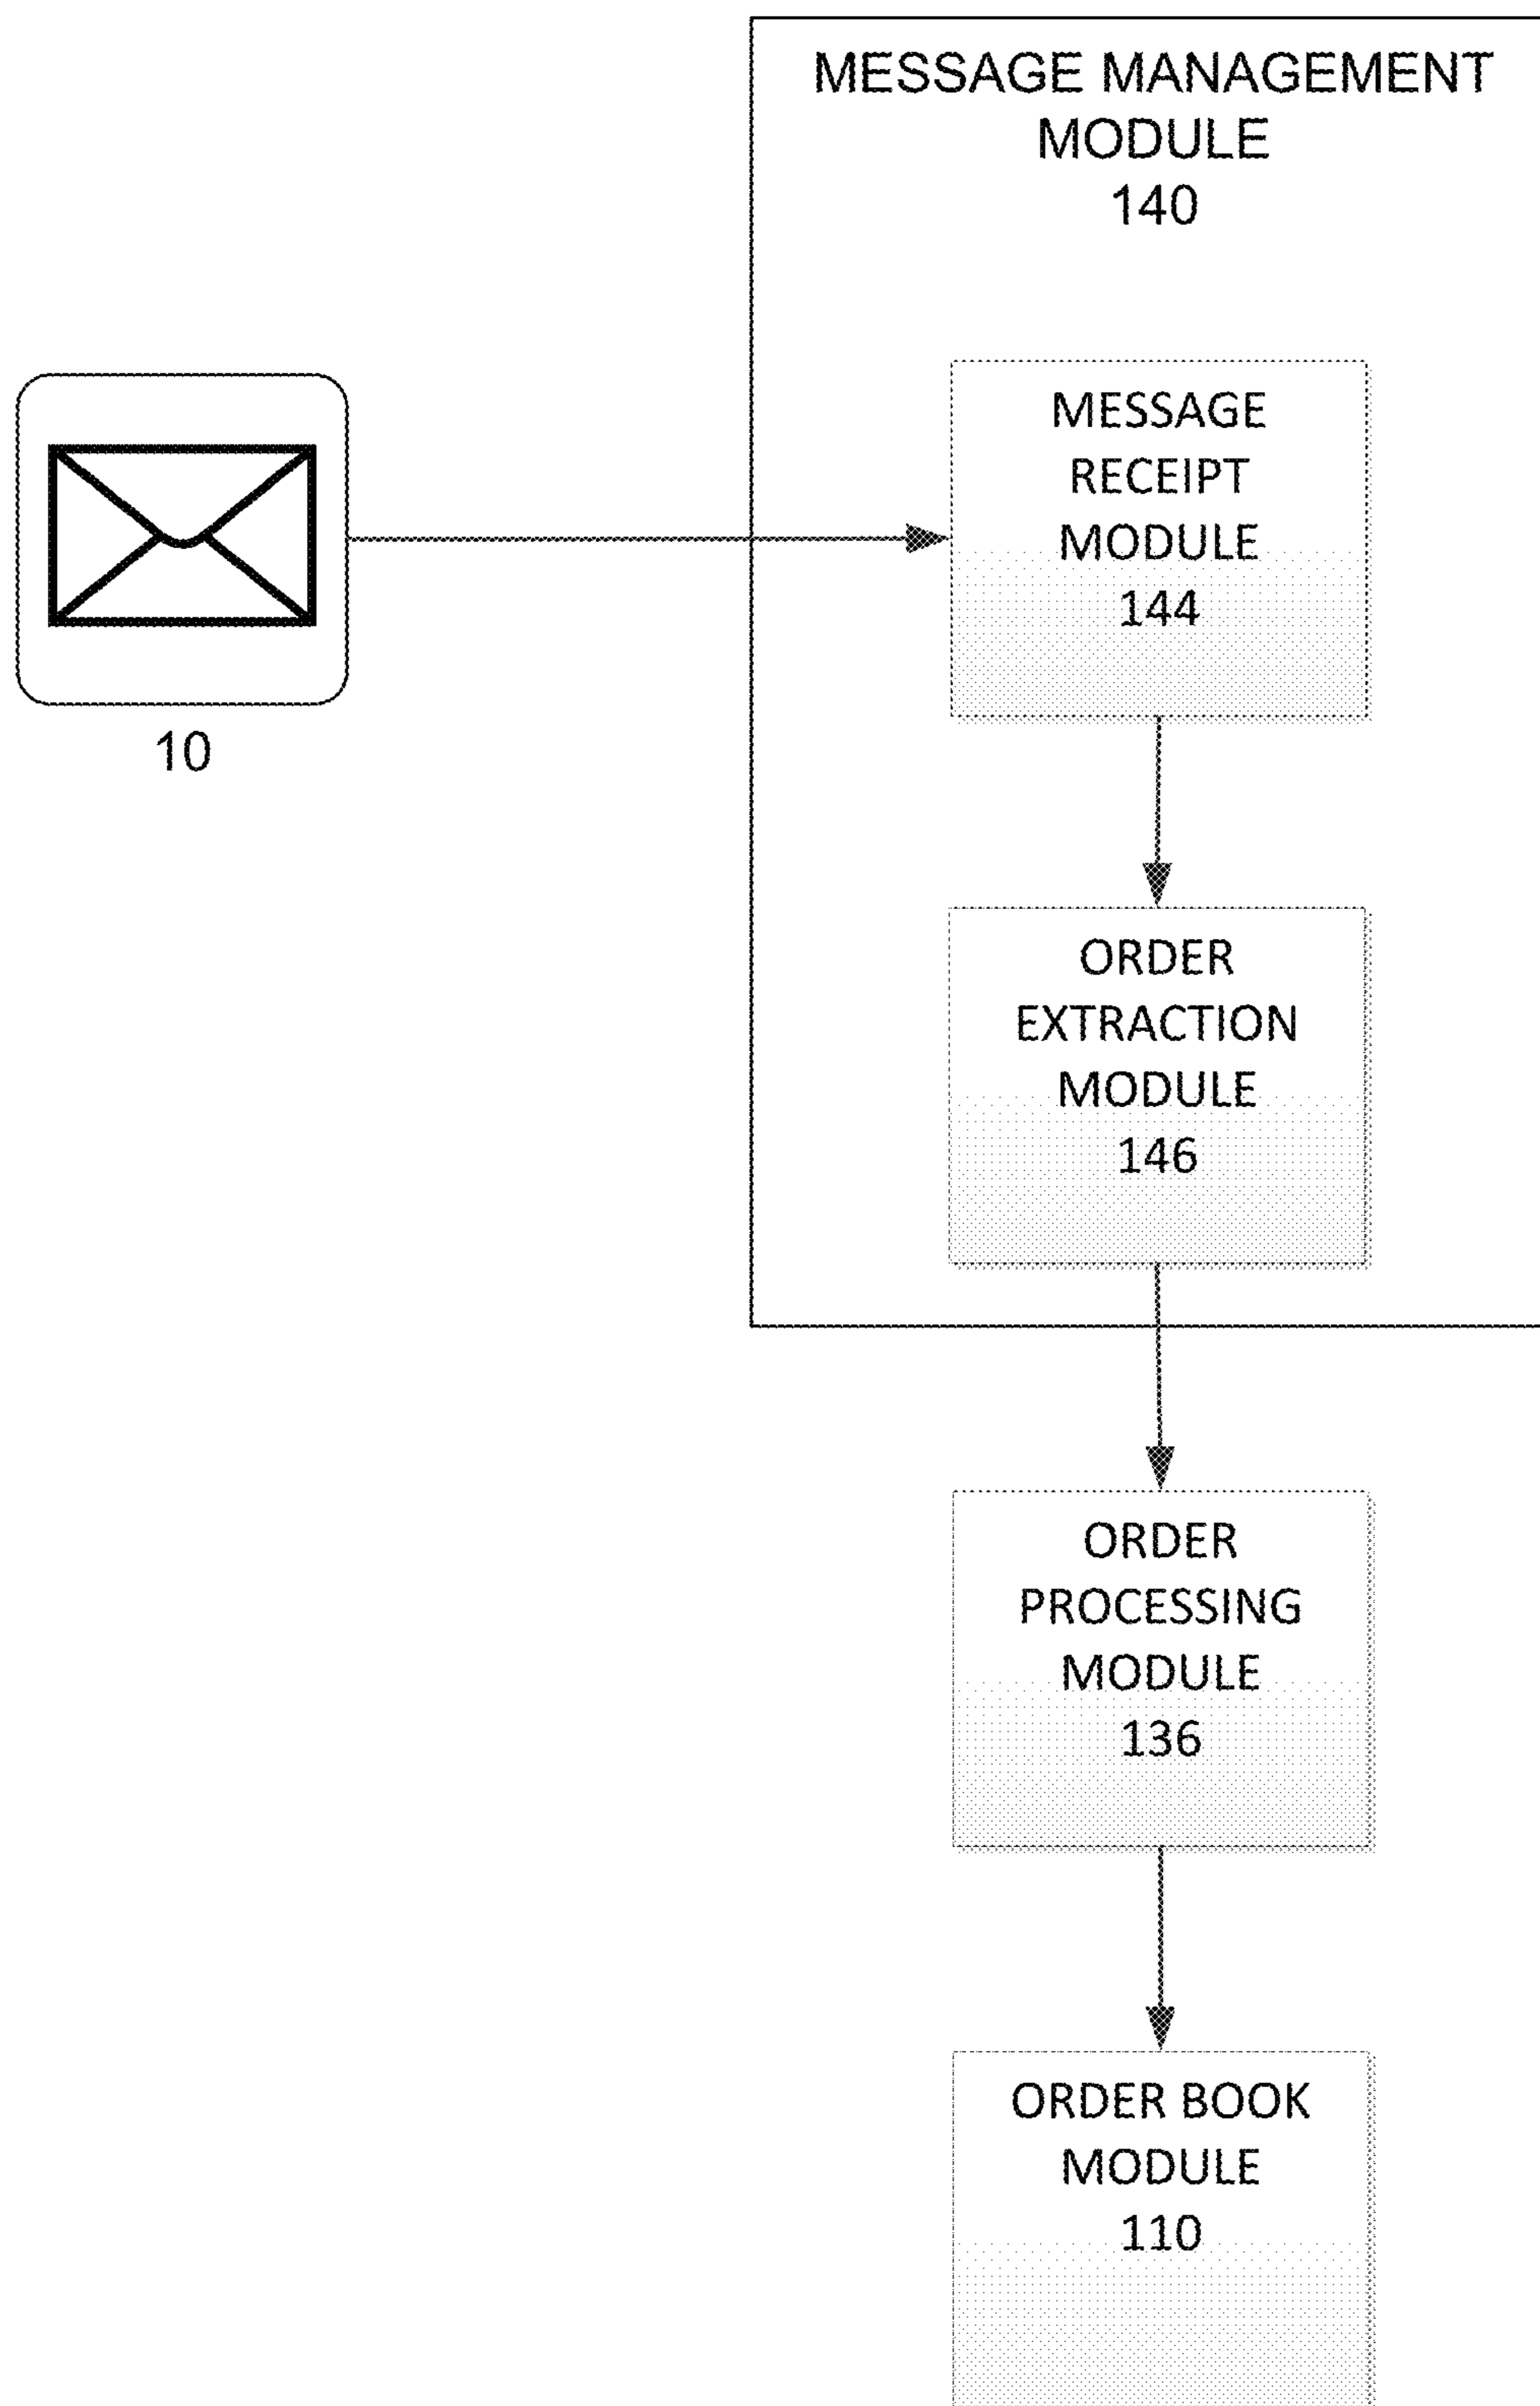 MESSAGE MANAGEMENT
MODULE
140
MESSAGE
RECEIPT
MODULE
144
10
ORDER
EXTRACTION
MODULE
146
ORDER
PROCESSING
MODULE
136
ORDER BOOK
MODULE
110